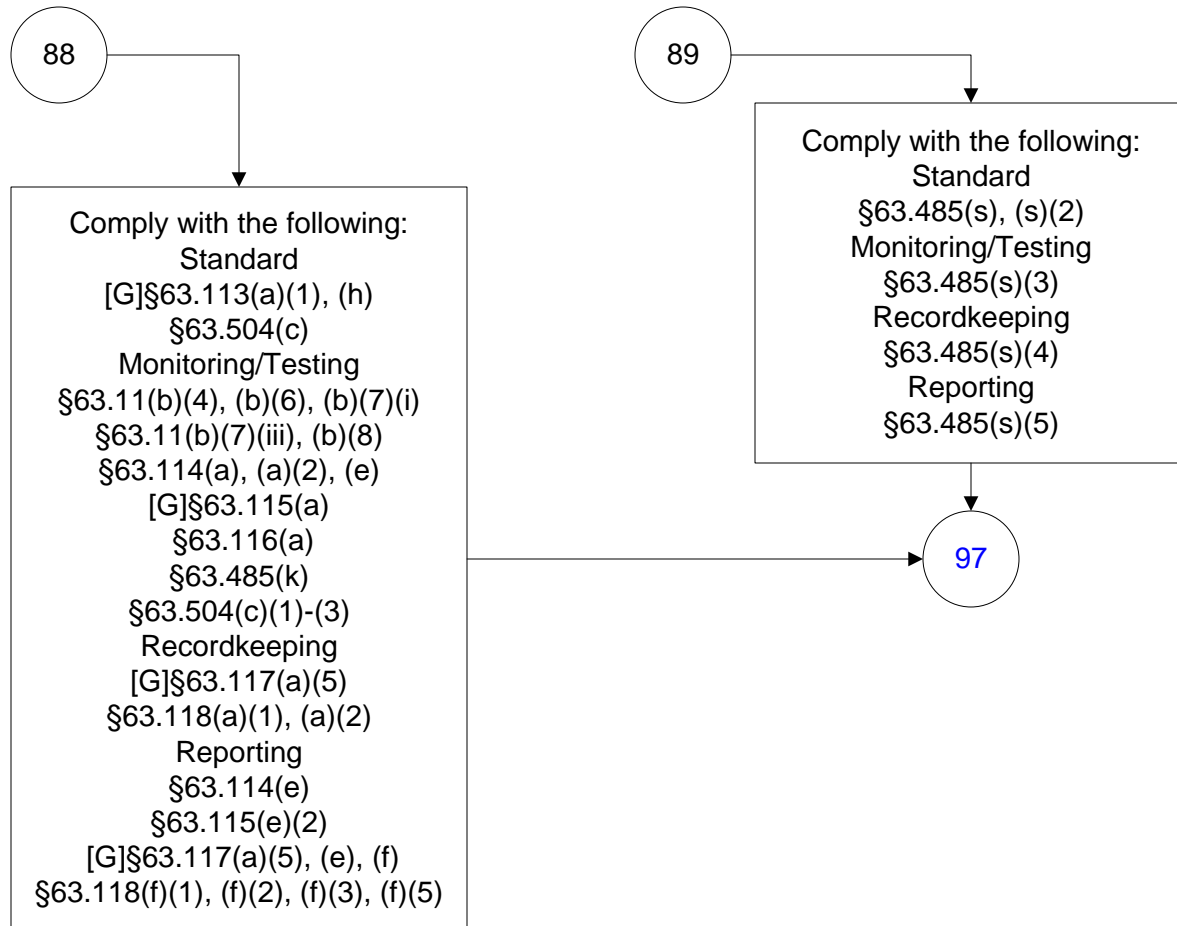 88
Comply with the following:
Standard
[G]§63.113(a)(1), (h)
§63.504(c)
Monitoring/Testing
§63.11(b)(4), (b)(6), (b)(7)(i)
§63.11(b)(7)(iii), (b)(8)
§63.114(a), (a)(2), (e)
[G]§63.115(a)
§63.116(a)
§63.485(k)
§63.504(c)(1)-(3)
Recordkeeping
[G]§63.117(a)(5)
§63.118(a)(1), (a)(2)
Reporting
§63.114(e)
§63.115(e)(2)
[G]§63.117(a)(5), (e), (f)
§63.118(f)(1), (f)(2), (f)(3), (f)(5)
89
Comply with the following:
Standard
§63.485(s), (s)(2)
Monitoring/Testing
§63.485(s)(3)
Recordkeeping
§63.485(s)(4)
Reporting
§63.485(s)(5)
97